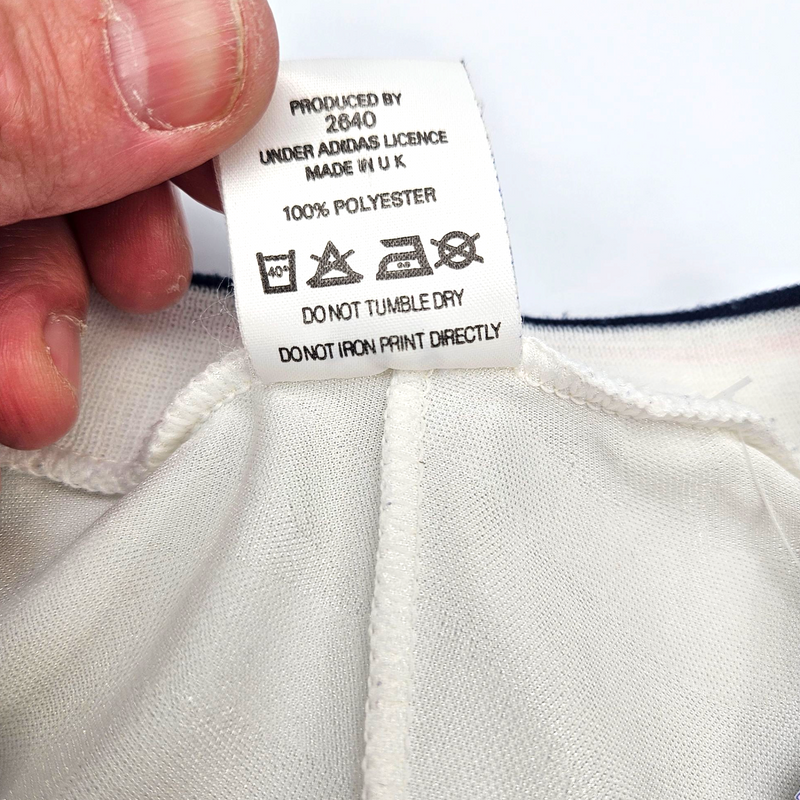 PRODUCED BY
2640
UNDER ADIDAS LICENCE
MADE IN U K
100% POLYESTER
40°
DO NOT TUMBLE DRY
DO NOT IRON PRINT DIRECTLY